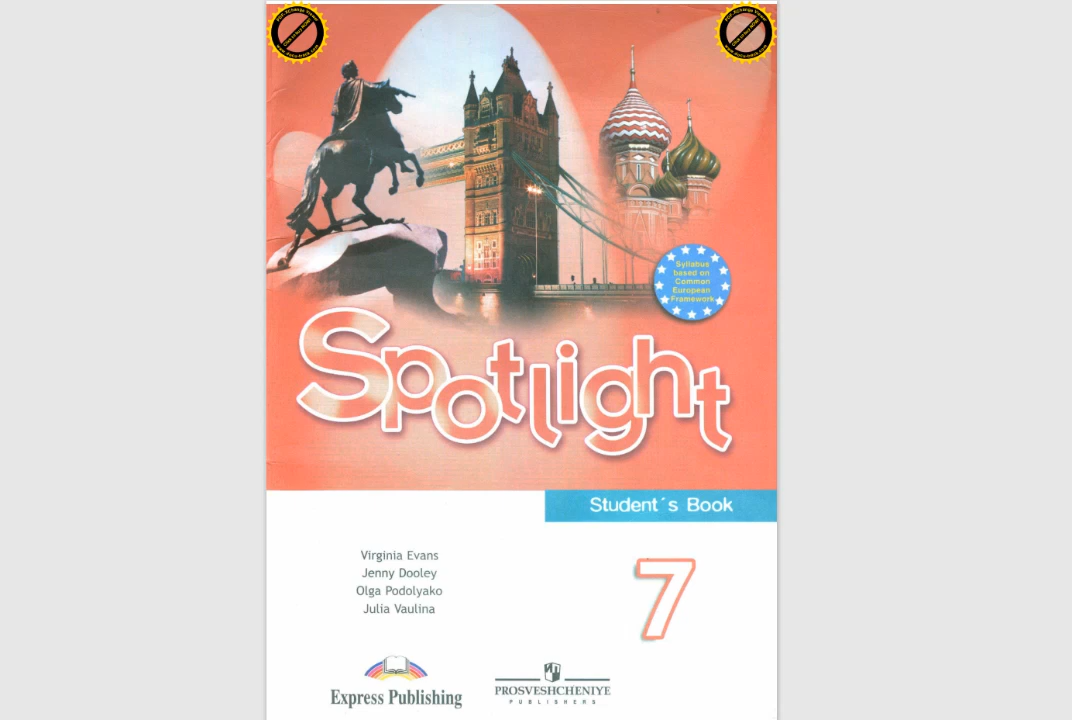 Syllabus
based on
Common
European
Framework
Spotlight
Student´s Book
Virginia Evans
Jenny Dooley
Olga Podolyako
Julia Vaulina
7
Express Publishing
PROSVESHCHENIYE
PUBLISHERS